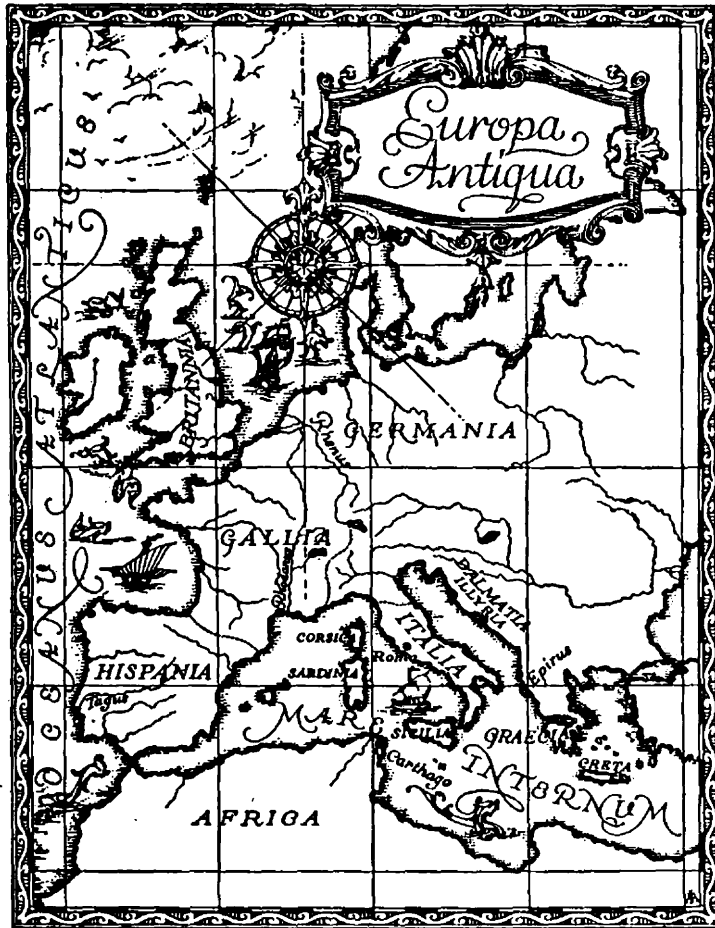 Europa
Antiqua
OCEANUS ATLANTICUS
BRITANNIA
GERMANIA
Rhenus
GALLIA
Rhodanus
DALMATIA
ILLYRIA
ITALIA
CORSICA
Roma
HISPANIA
SARDINIA
Epirus
Tagus
MARE
SICILIA
GRAECIA
CRETA
Carthago
INTERNUM
AFRICA